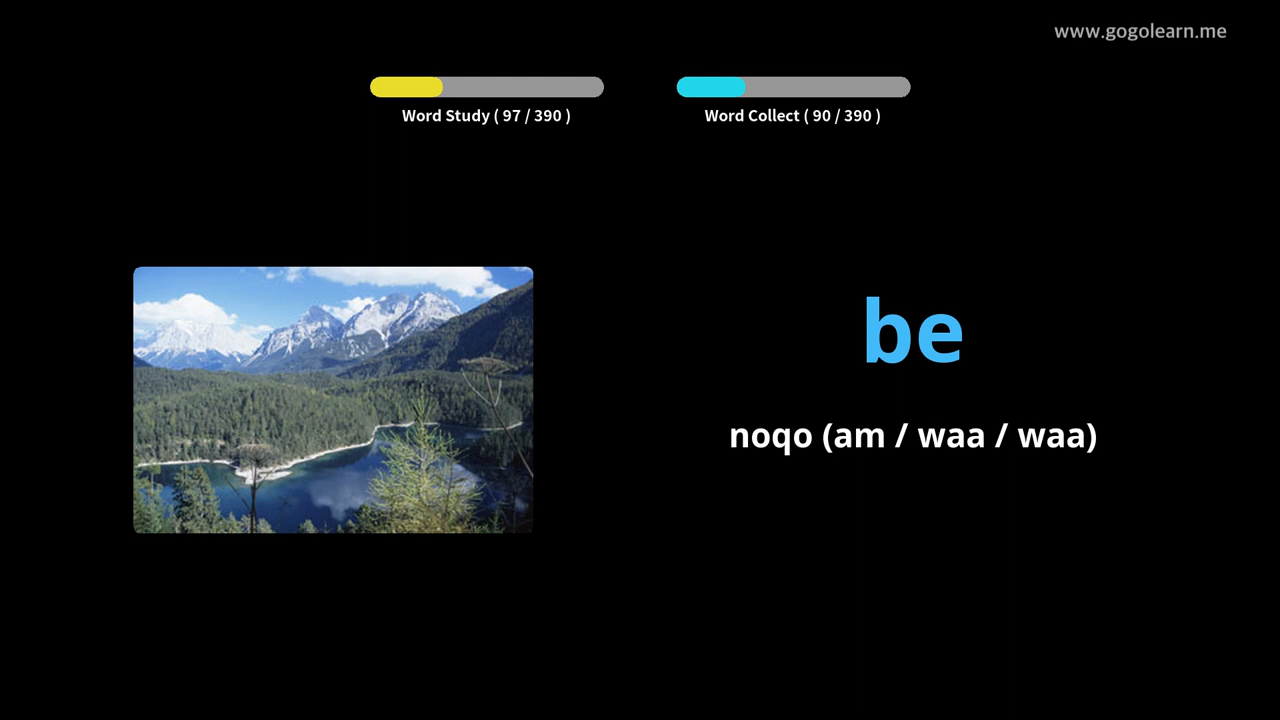 www.gogolearn.me
Word Study ( 97 / 390 )
Word Collect ( 90 / 390 )
be
noqo (am / waa / waa)